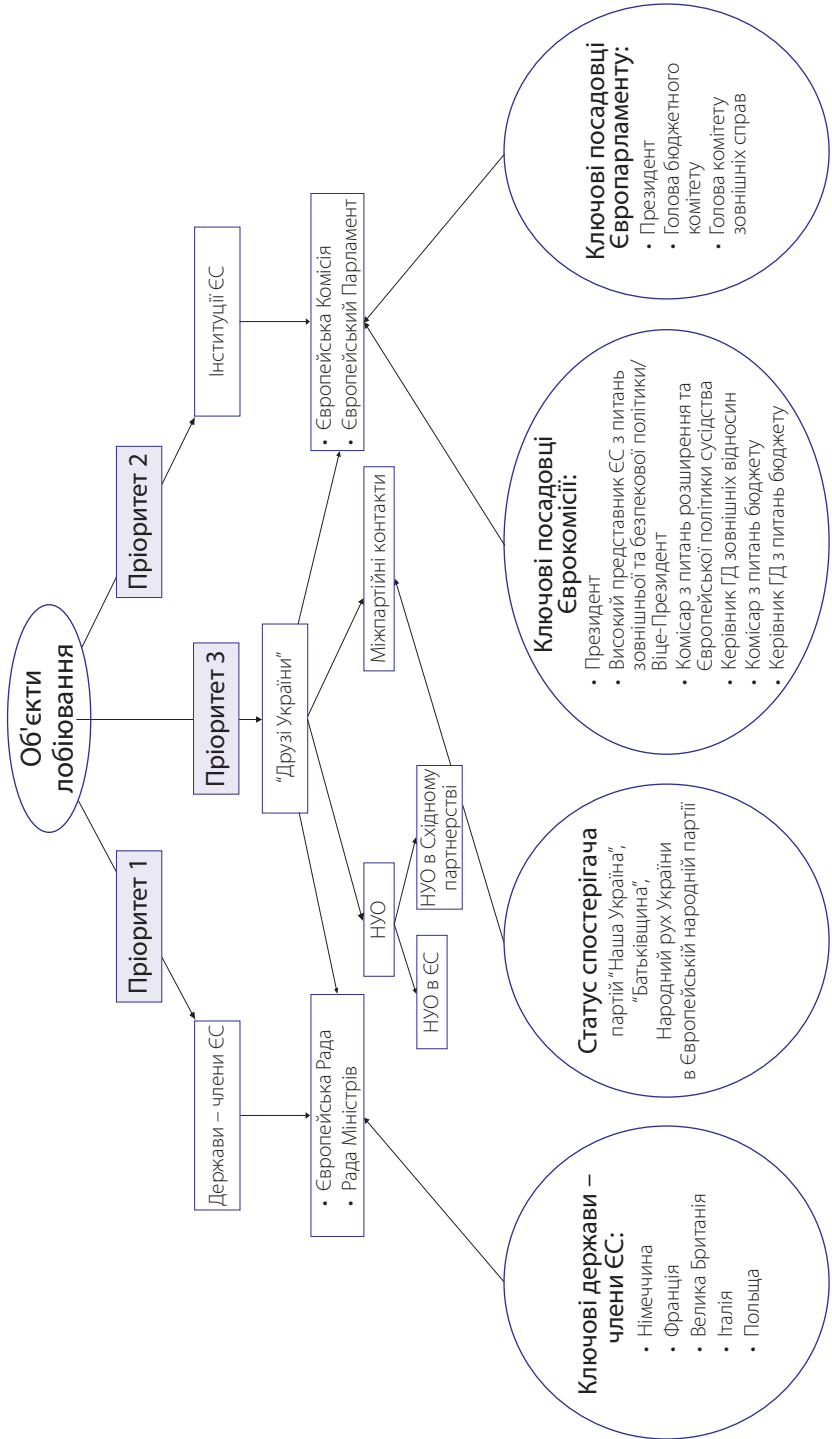 Об'єкти
лобіювання
Пріоритет 1
Пріоритет 3
Пріоритет 2
Держави – члени ЄС
"Друзі України"
Інституції ЄС
• Європейська Рада
• Рада Міністрів
НУО
Міжпартійні контакти
• Європейська Комісія
• Європейський Парламент
НУО в ЄС
НУО в Східному
партнерстві
Ключові держави –
члени ЄС:
• Німеччина
• Франція
• Велика Британія
• Італія
• Польща
Статус спостерігача
партій "Наша Україна",
"Батьківщина",
Народний рух України
в Європейській народній партії
Ключові посадовці
Єврокомісії:
• Президент
• Високий представник ЄС з питань
зовнішньої та безпекової політики/
Віце-Президент
• Комісар з питань розширення та
Європейської політики сусідства
• Керівник ГД зовнішніх відносин
• Комісар з питань бюджету
• Керівник ГД з питань бюджету
Ключові посадовці
Європарламенту:
• Президент
• Голова бюджетного
комітету
• Голова комітету
зовнішніх справ